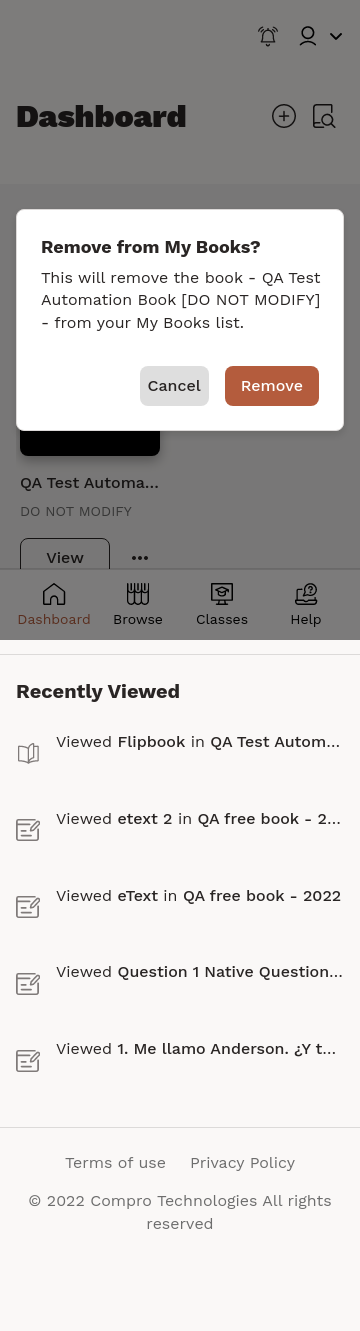 Dashboard
Remove from My Books?
This will remove the book - QA Test
Automation Book [DO NOT MODIFY]
- from your My Books list.
Cancel
Remove
QA Test Automa...
DO NOT MODIFY
View
Dashboard
Browse
Classes
Help
Recently Viewed
Viewed Flipbook in QA Test Autom...
Viewed etext 2 in QA free book - 2...
Viewed eText in QA free book - 2022
Viewed Question 1 Native Question...
Viewed 1. Me llamo Anderson. ¿Y t...
Terms of use
Privacy Policy
© 2022 Compro Technologies All rights
reserved